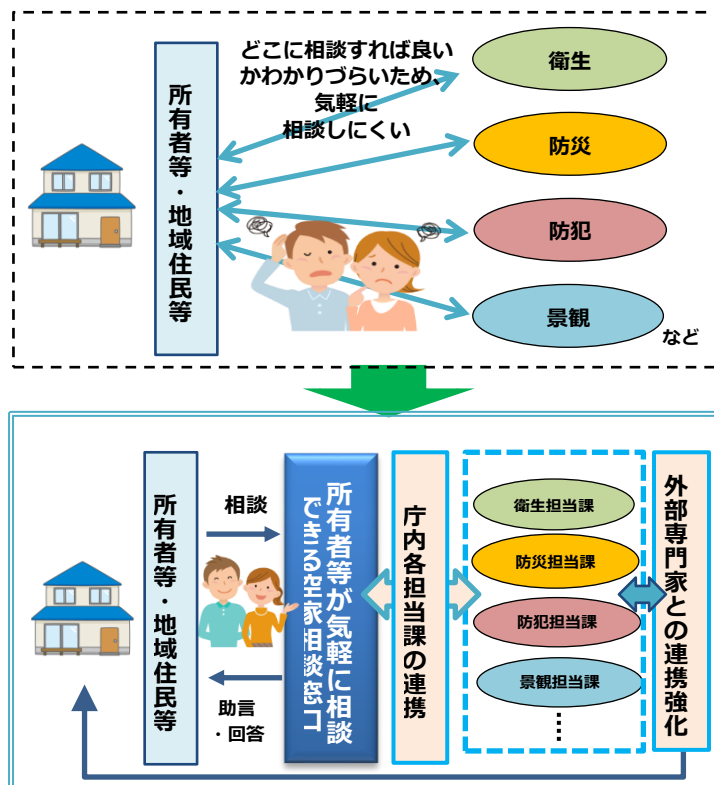 どこに相談すれば良い
かわかりづらいため、
気軽に
相談しにくい
所有者等・地域住民等
衛生
防災
防犯
景観
など
所有者等・地域住民等
相談
助言
・回答
所有者等が気軽に相談
できる空家相談窓口
庁内各担当課の連携
衛生担当課
防災担当課
防犯担当課
景観担当課
外部専門家との連携強化